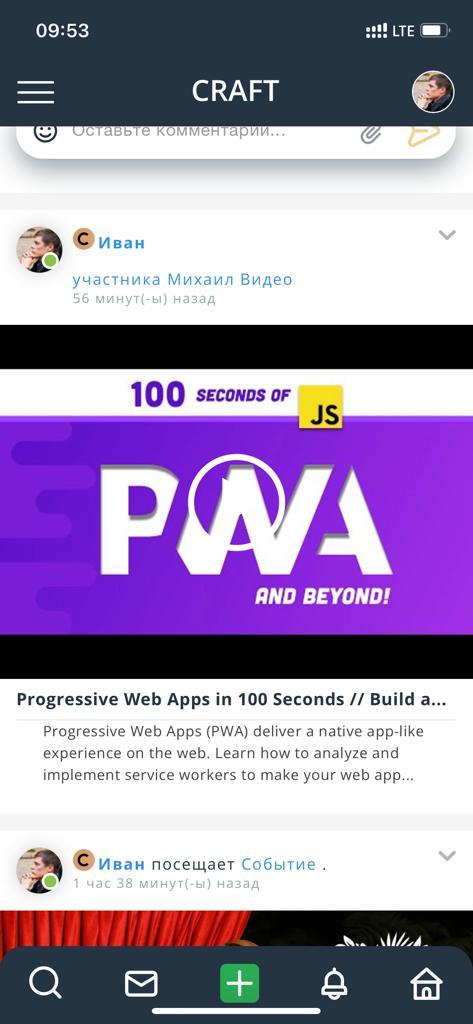 09:53
LTE
CRAFT
Оставьте комментарии...
C Иван
участника Михаил Видео
56 минут(-ы) назад
100 SECONDS OF JS
PWA
AND BEYOND!
Progressive Web Apps in 100 Seconds // Build a...
Progressive Web Apps (PWA) deliver a native app-like
experience on the web. Learn how to analyze and
implement service workers to make your web app...
C Иван посещает Событие .
1 час 38 минут(-ы) назад